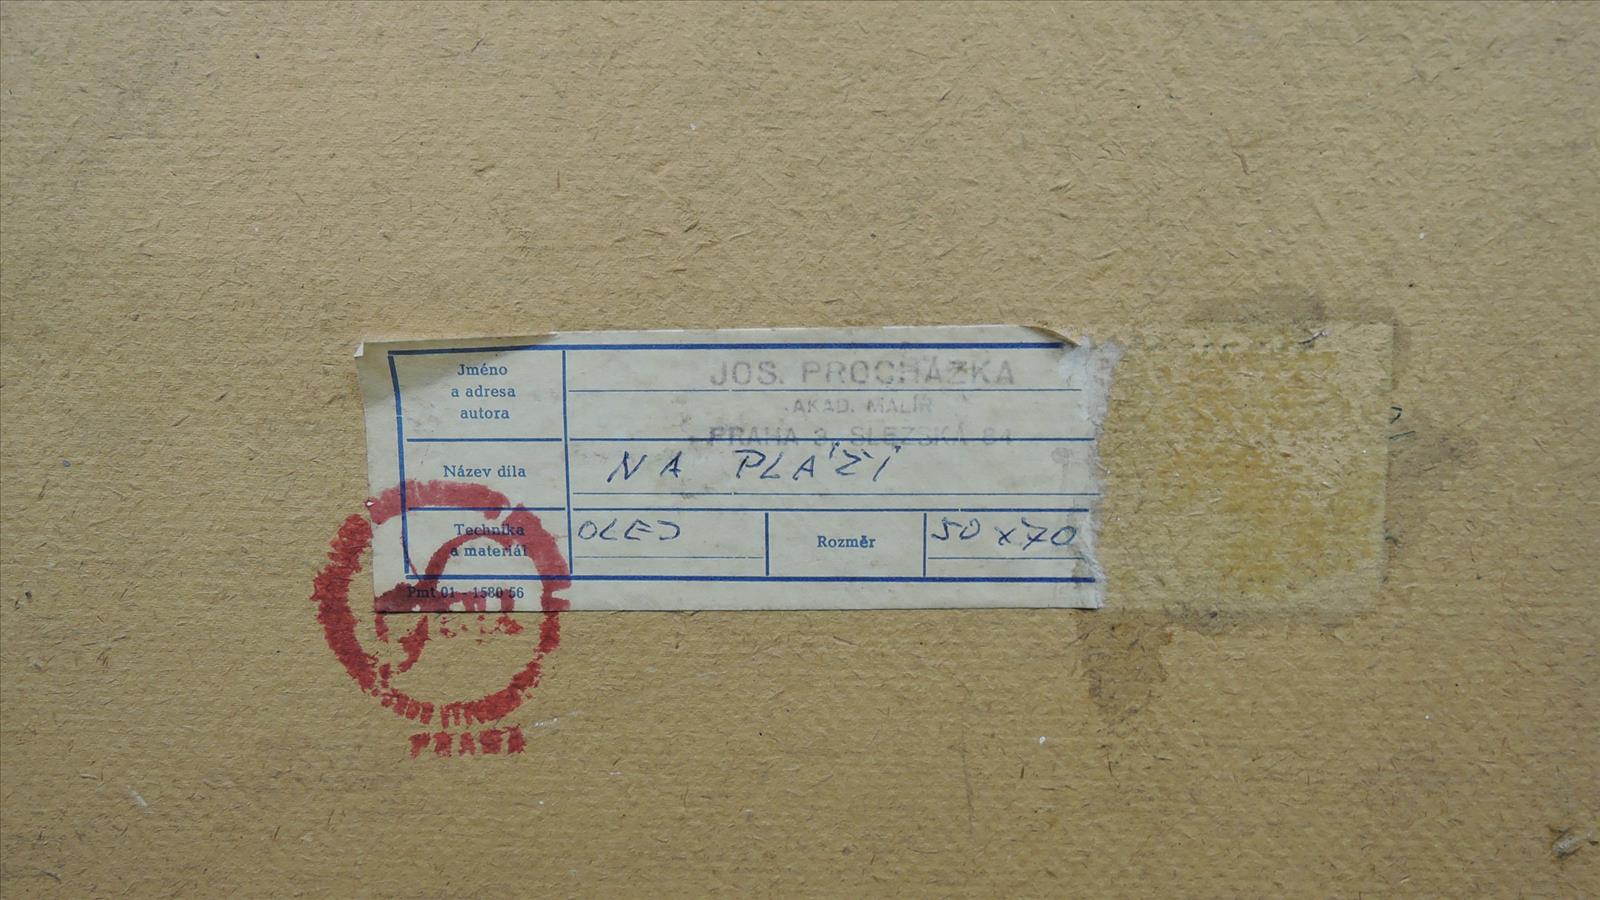 Jméno
a adresa
autora
JOS. PROCHÁZKA
AKAD. MALÍŘ
PRAHA 3, SLEZSKÁ 84
Název díla
NA PLÁŽI
Technika
a materiál
OLEJ
Rozměr
50 x 70
Pmt 01 - 1580 56
PRAHA